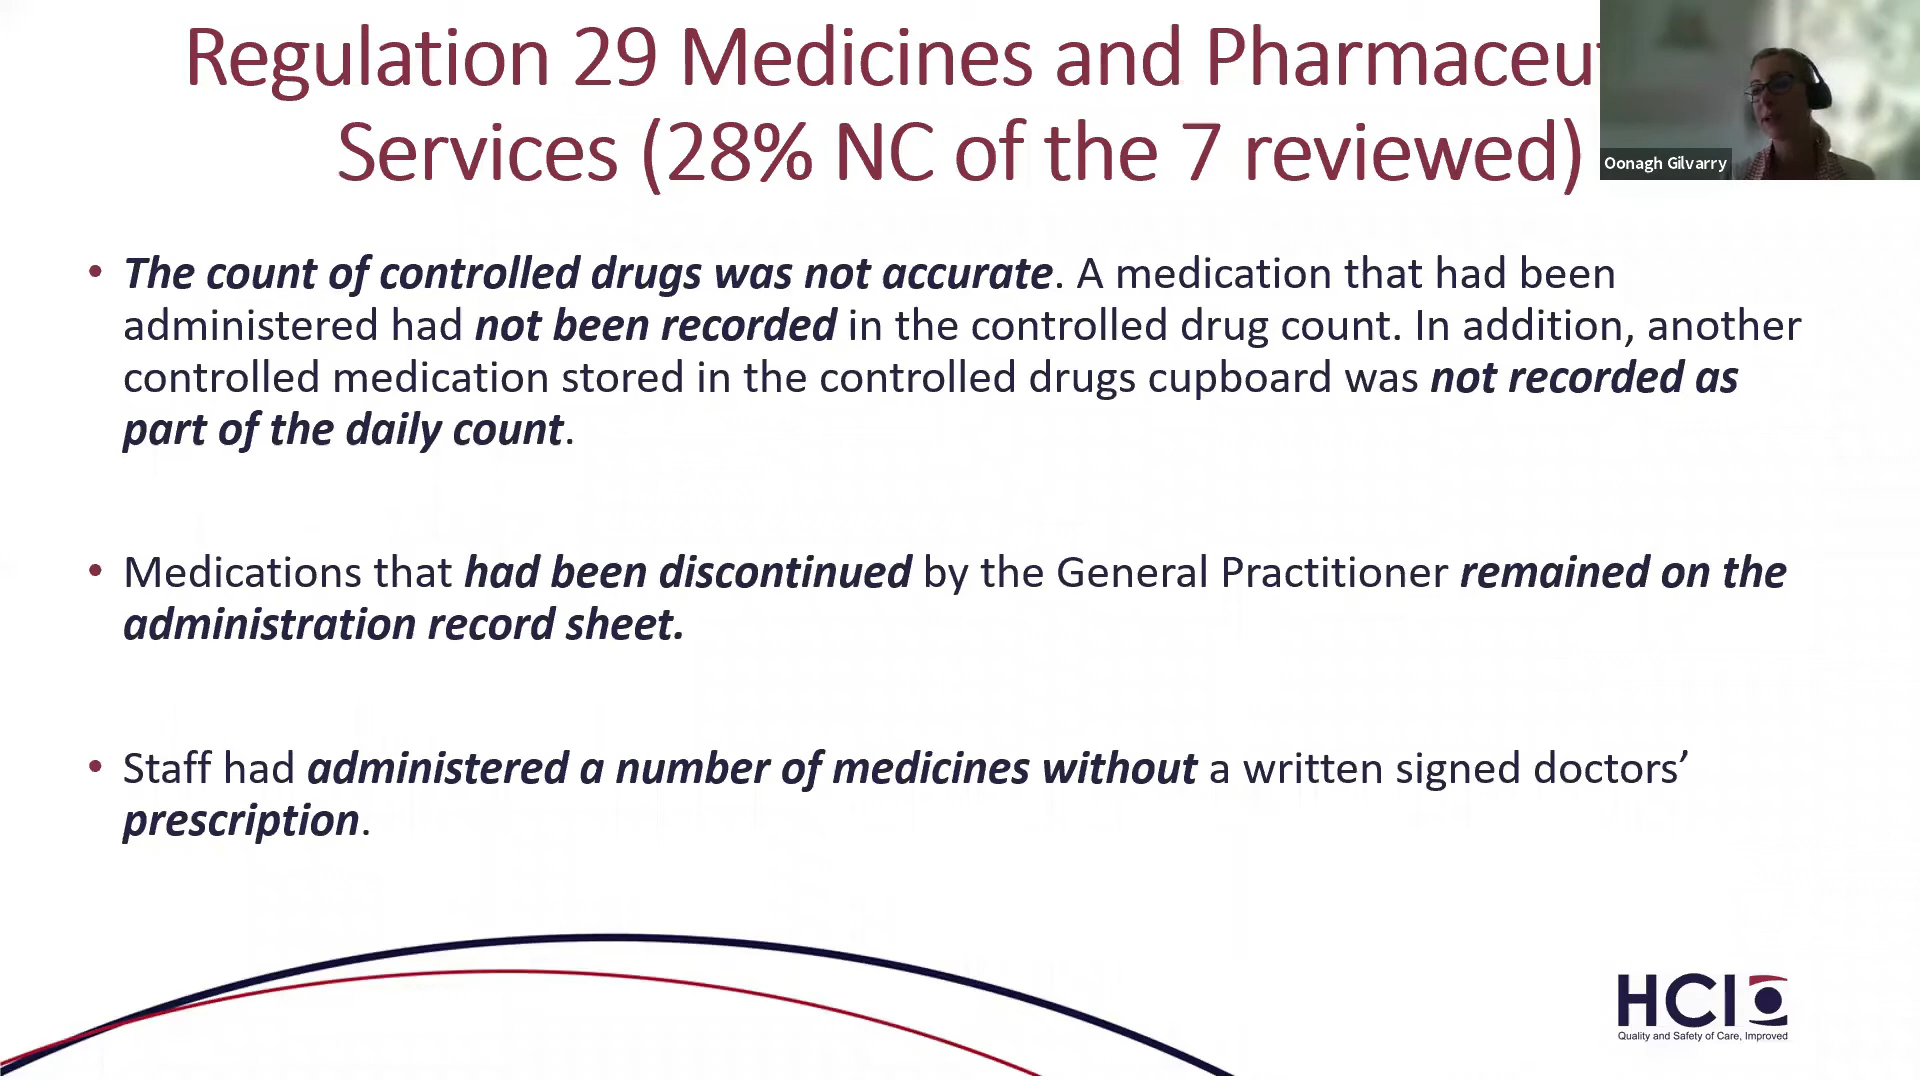 Regulation 29 Medicines and Pharmaceu
Services (28% NC of the 7 reviewed)
Oonagh Gilvarry
• The count of controlled drugs was not accurate. A medication that had been
administered had not been recorded in the controlled drug count. In addition, another
controlled medication stored in the controlled drugs cupboard was not recorded as
part of the daily count.
• Medications that had been discontinued by the General Practitioner remained on the
administration record sheet.
• Staff had administered a number of medicines without a written signed doctors’
prescription.
HCI
Quality and Safety of Care, Improved